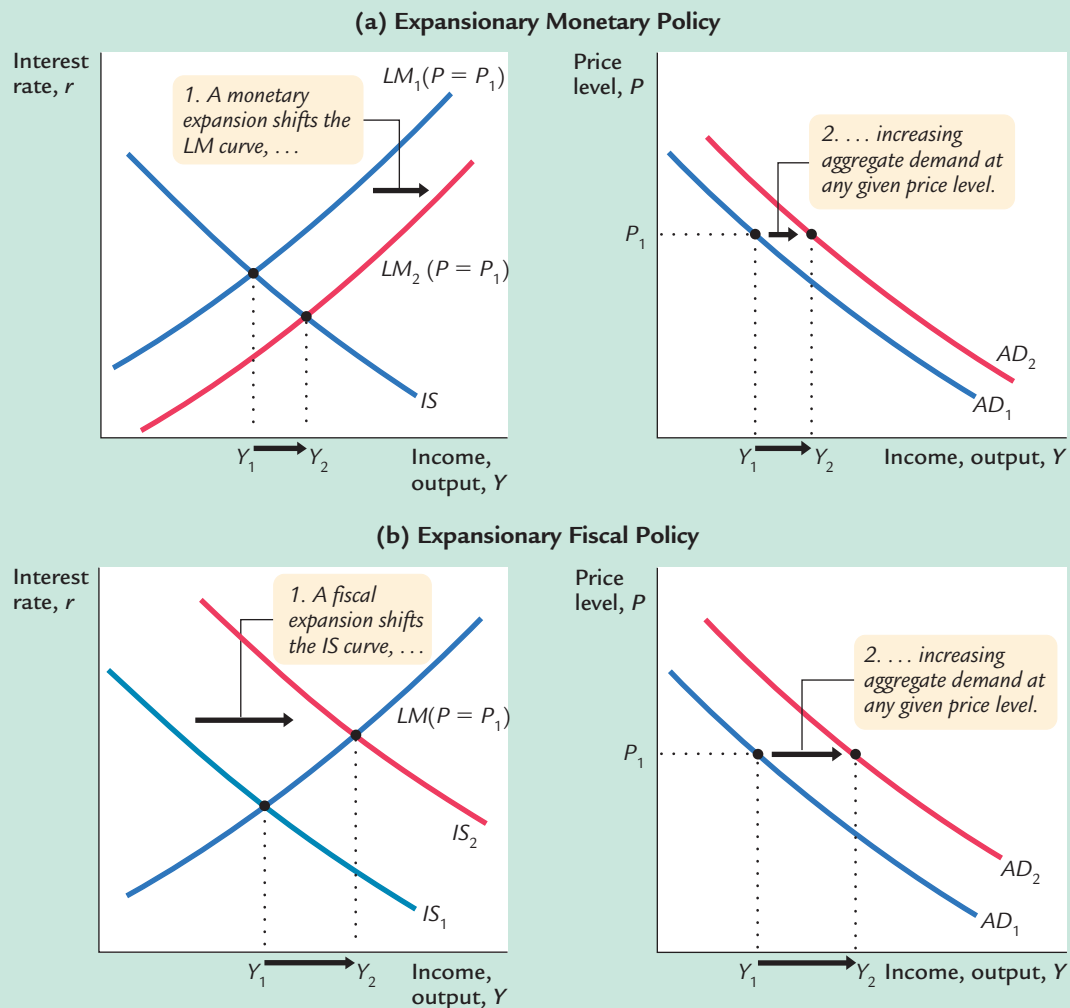 (a) Expansionary Monetary Policy
Interest
rate, r
1. A monetary
expansion shifts the
LM curve, . . .
LM₁(P = P₁)
LM₂ (P = P₁)
IS
Y₁
Y₂
Income,
output, Y
Price
level, P
2. . . . increasing
aggregate demand at
any given price level.
P₁
AD₂
AD₁
Y₁
Y₂
Income, output, Y
(b) Expansionary Fiscal Policy
Interest
rate, r
1. A fiscal
expansion shifts
the IS curve, . . .
LM(P = P₁)
IS₂
IS₁
Y₁
Y₂
Income,
output, Y
Price
level, P
2. . . . increasing
aggregate demand at
any given price level.
P₁
AD₂
AD₁
Y₁
Y₂
Income, output, Y